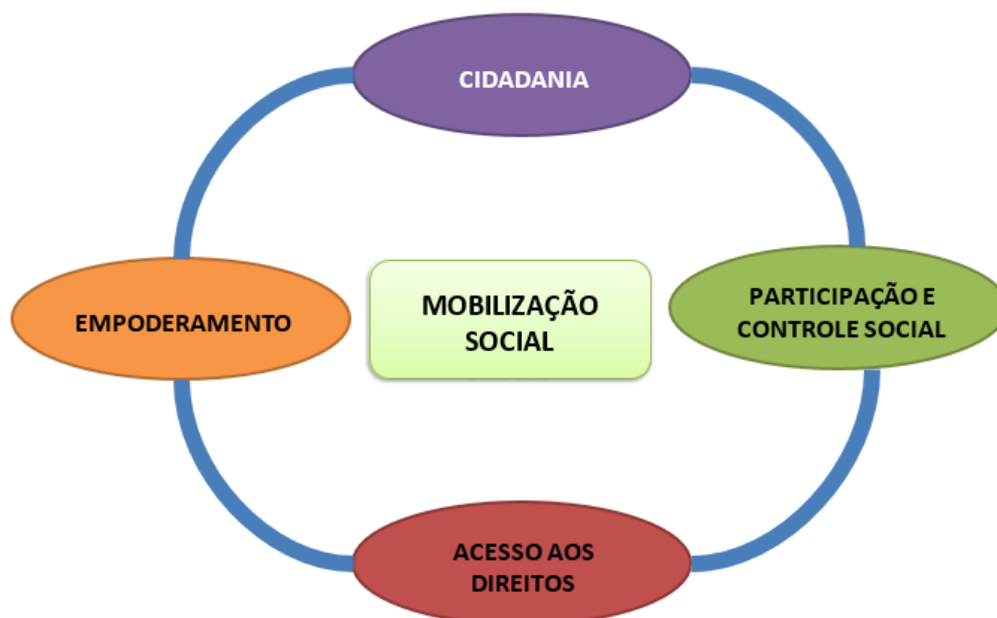 CIDADANIA
EMPODERAMENTO
MOBILIZAÇÃO
SOCIAL
PARTICIPAÇÃO E
CONTROLE SOCIAL
ACESSO AOS
DIREITOS